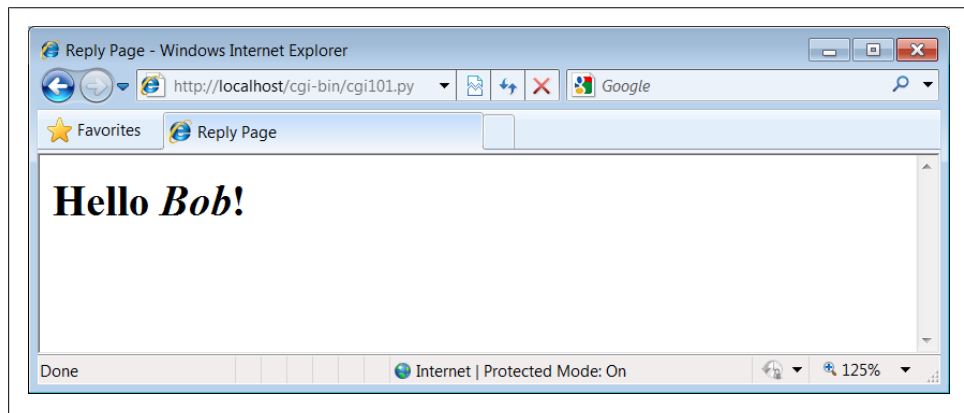 Reply Page - Windows Internet Explorer
http://localhost/cgi-bin/cgi101.py
Google
Favorites
Reply Page
Hello Bob!
Done
Internet | Protected Mode: On
125%